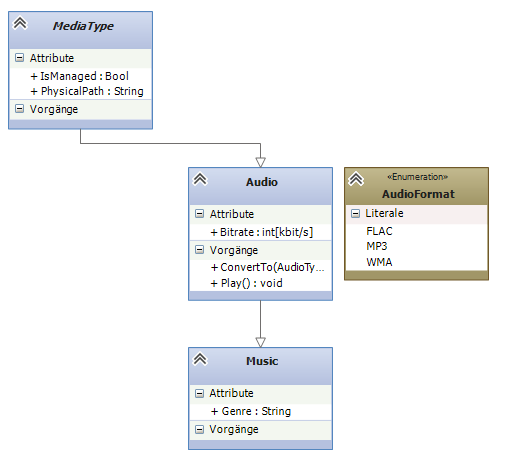 MediaType
Attribute
+ IsManaged : Bool
+ PhysicalPath : String
Vorgänge
Audio
Attribute
+ Bitrate : int[kbit/s]
Vorgänge
+ ConvertTo(AudioTy...
+ Play() : void
«Enumeration»
AudioFormat
Literale
FLAC
MP3
WMA
Music
Attribute
+ Genre : String
Vorgänge